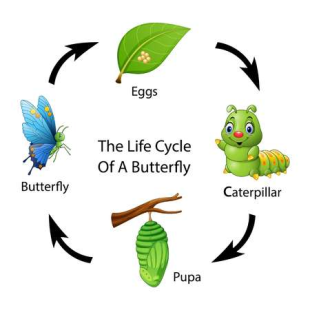 Eggs
The Life Cycle
Of A Butterfly
Butterfly
Caterpillar
Pupa